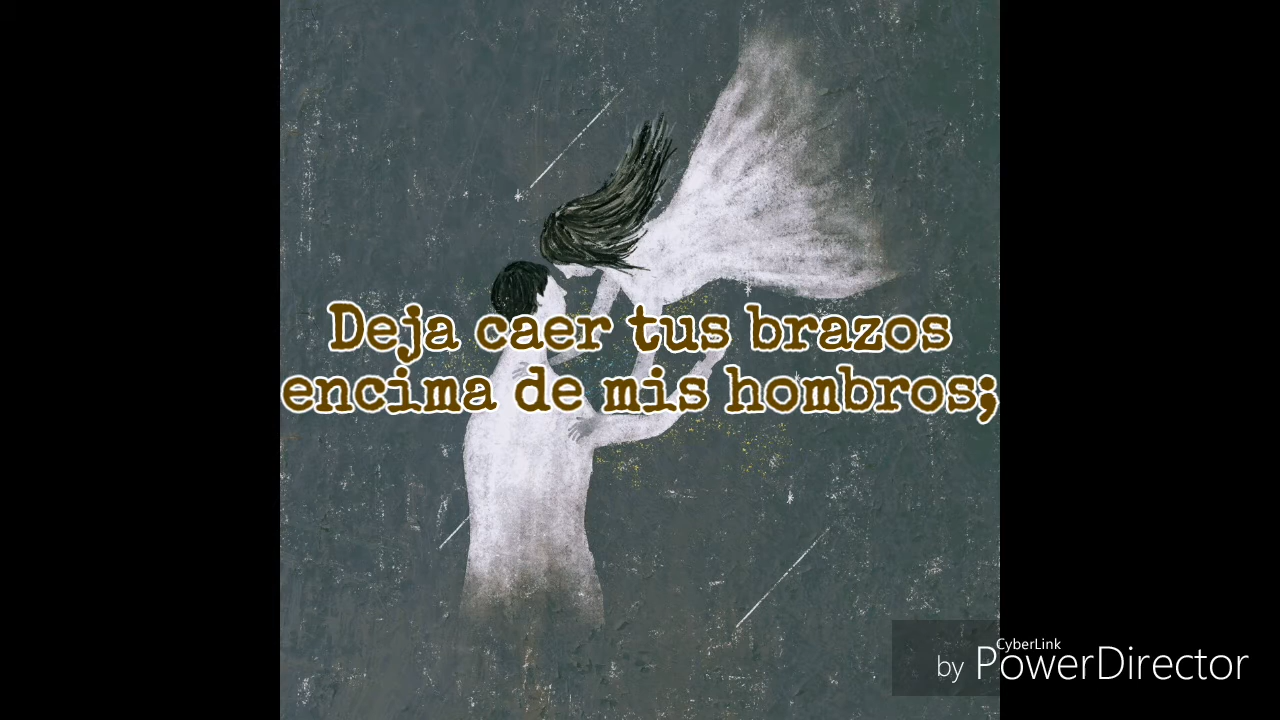 Deja caer tus brazos
encima de mis hombros;
CyberLink
by PowerDirector